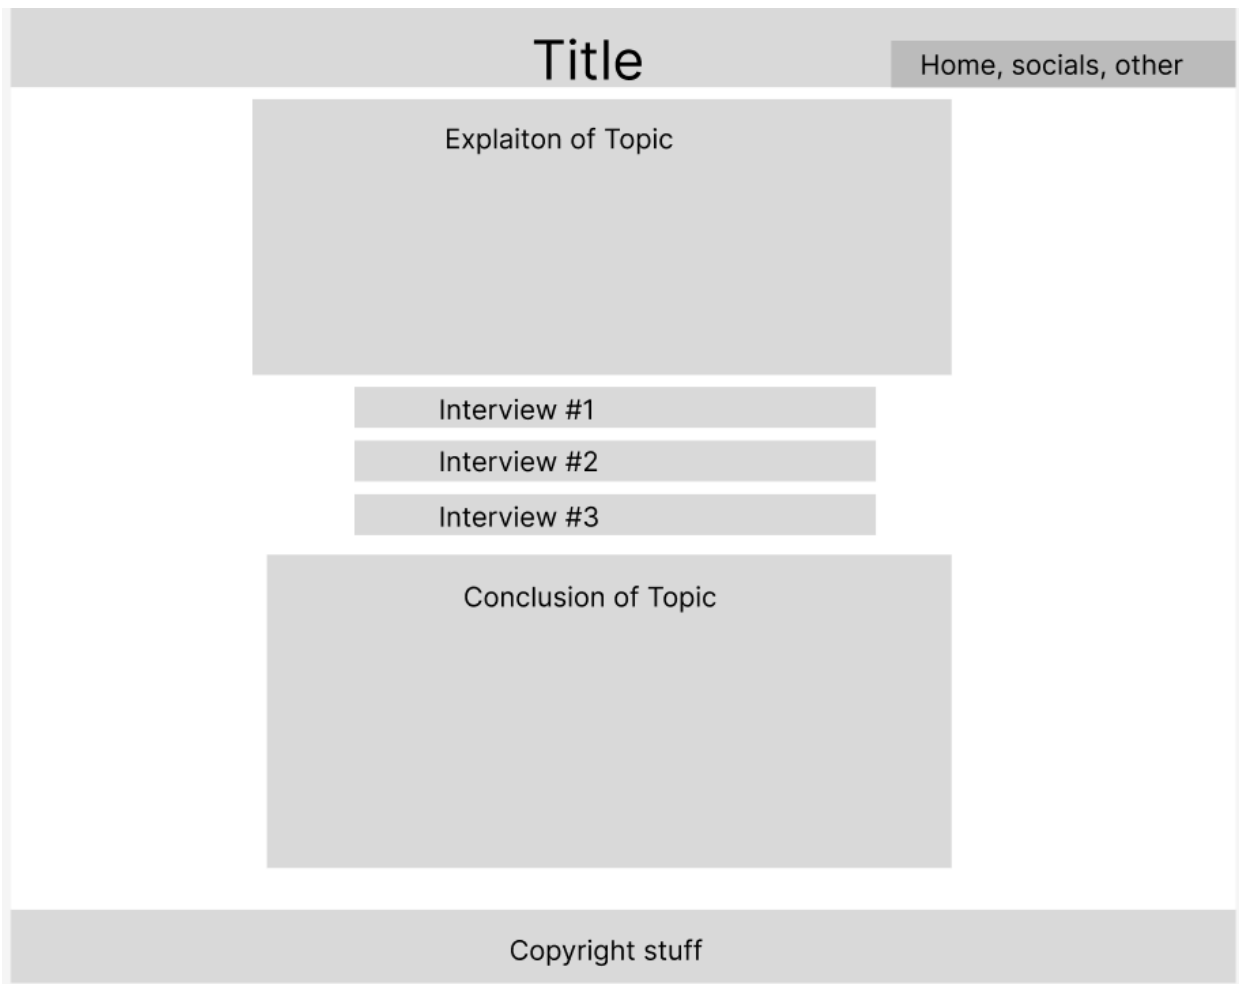 Title
Home, socials, other
Explaiton of Topic
Interview #1
Interview #2
Interview #3
Conclusion of Topic
Copyright stuff